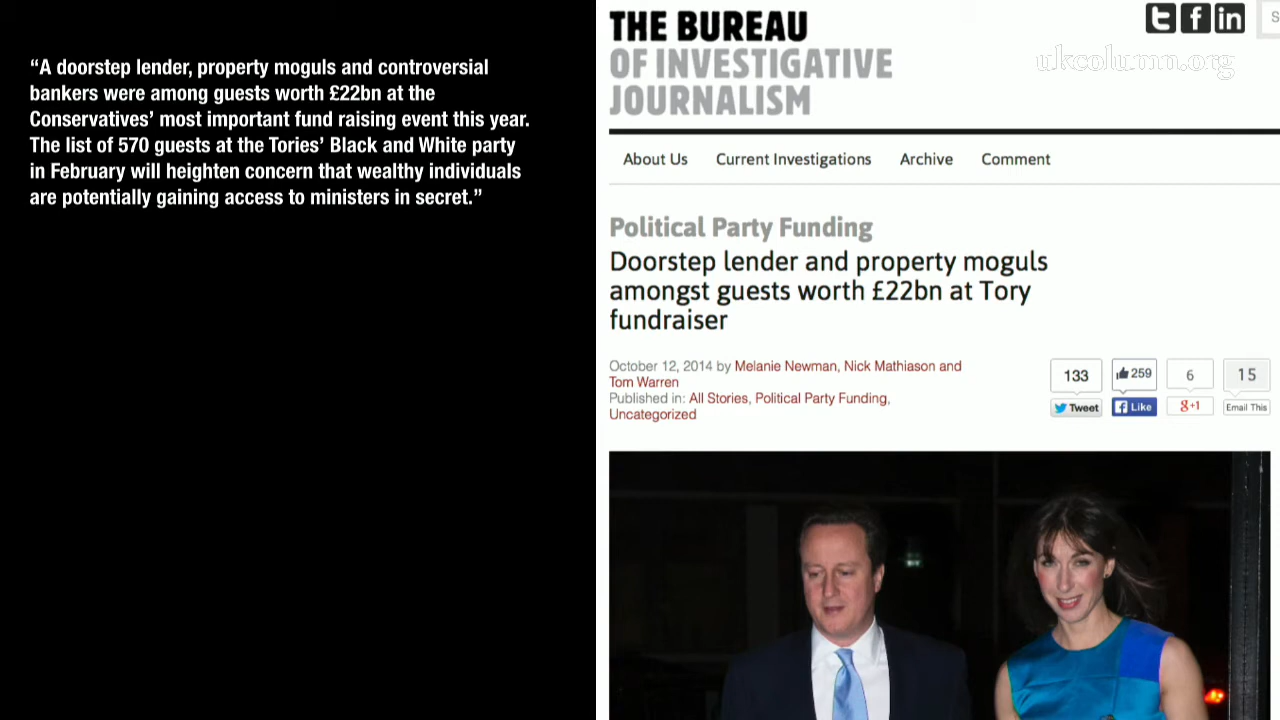 “A doorstep lender, property moguls and controversial
bankers were among guests worth £22bn at the
Conservatives’ most important fund raising event this year.
The list of 570 guests at the Tories’ Black and White party
in February will heighten concern that wealthy individuals
are potentially gaining access to ministers in secret.”
THE BUREAU
OF INVESTIGATIVE
JOURNALISM
ukcolumn.org
S
About Us Current Investigations Archive Comment
Political Party Funding
Doorstep lender and property moguls
amongst guests worth £22bn at Tory
fundraiser
October 12, 2014 by Melanie Newman, Nick Mathiason and
Tom Warren
Published in: All Stories, Political Party Funding,
Uncategorized
133 259 6 15
Tweet Like g+1 Email This